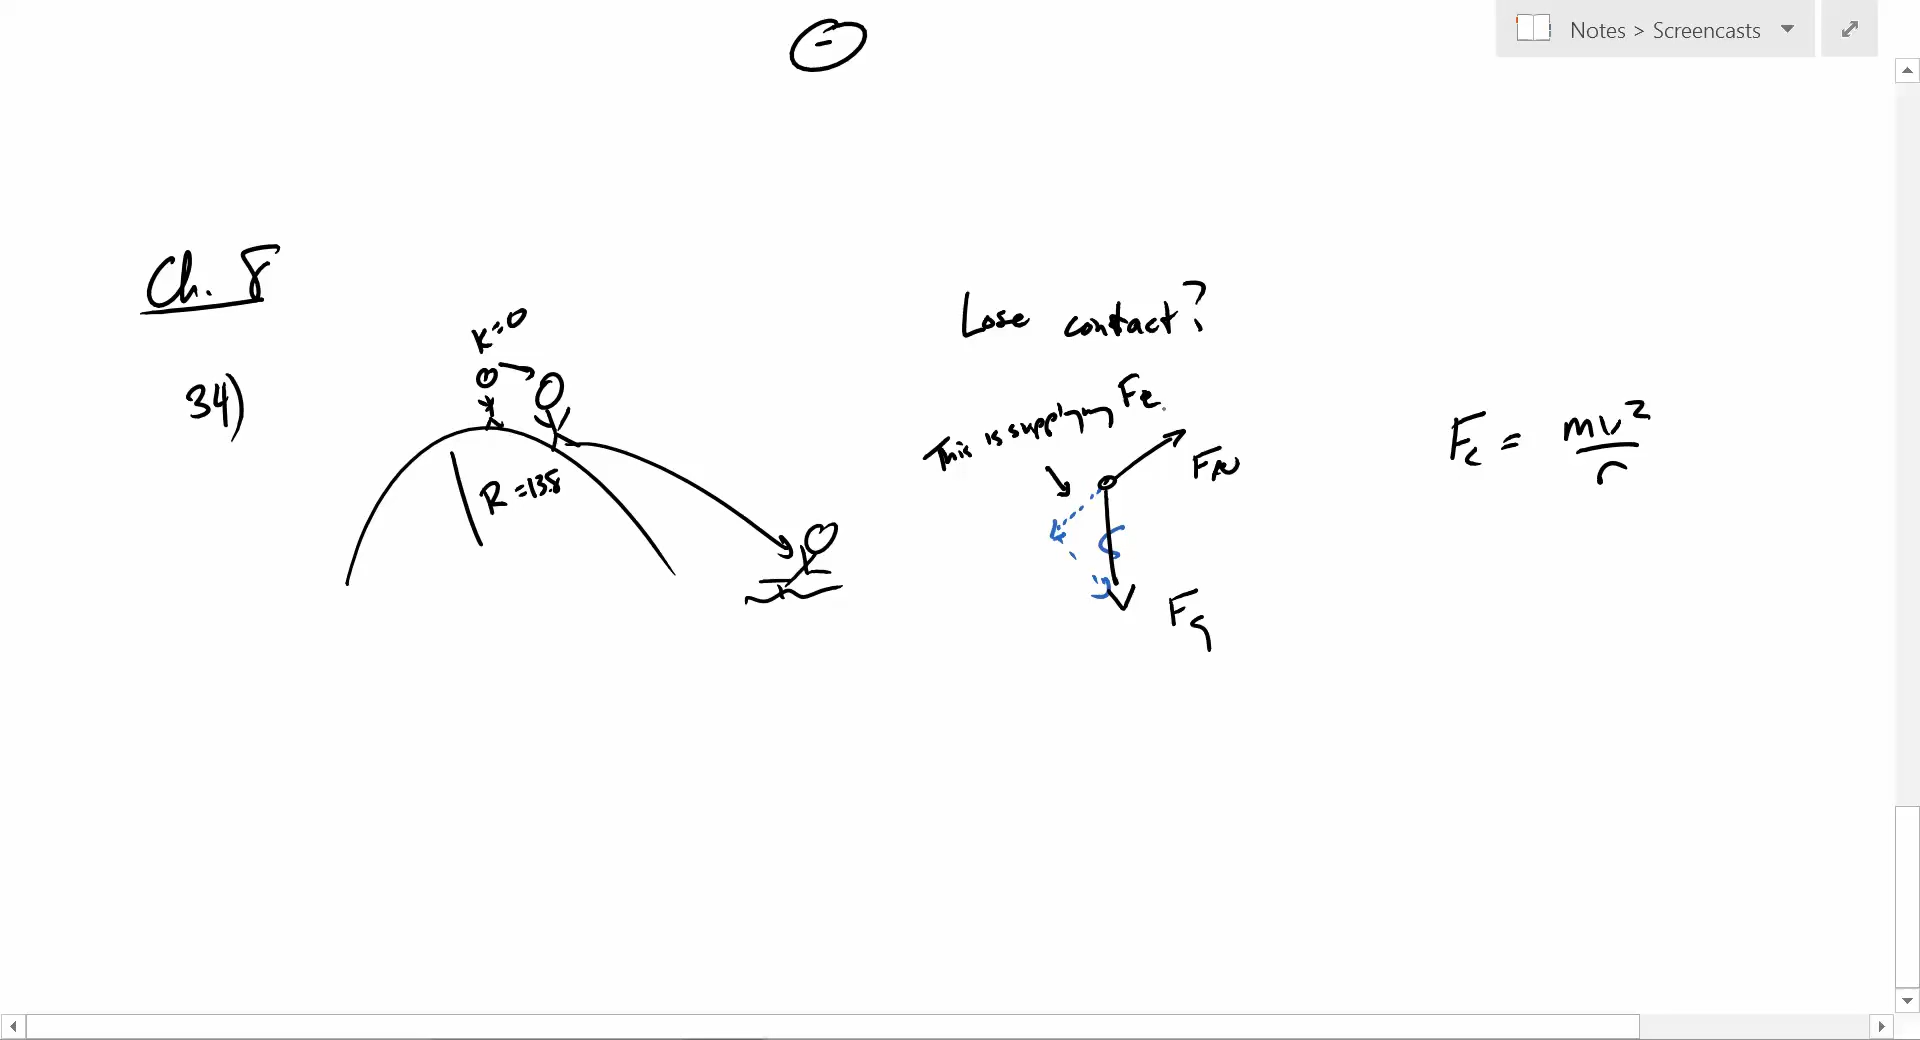 Notes > Screencasts
Ch. 8
34)
K=0
R=13.8
Lose contact?
This is supplying Fc
FN
Fg
Fc = mv²/r